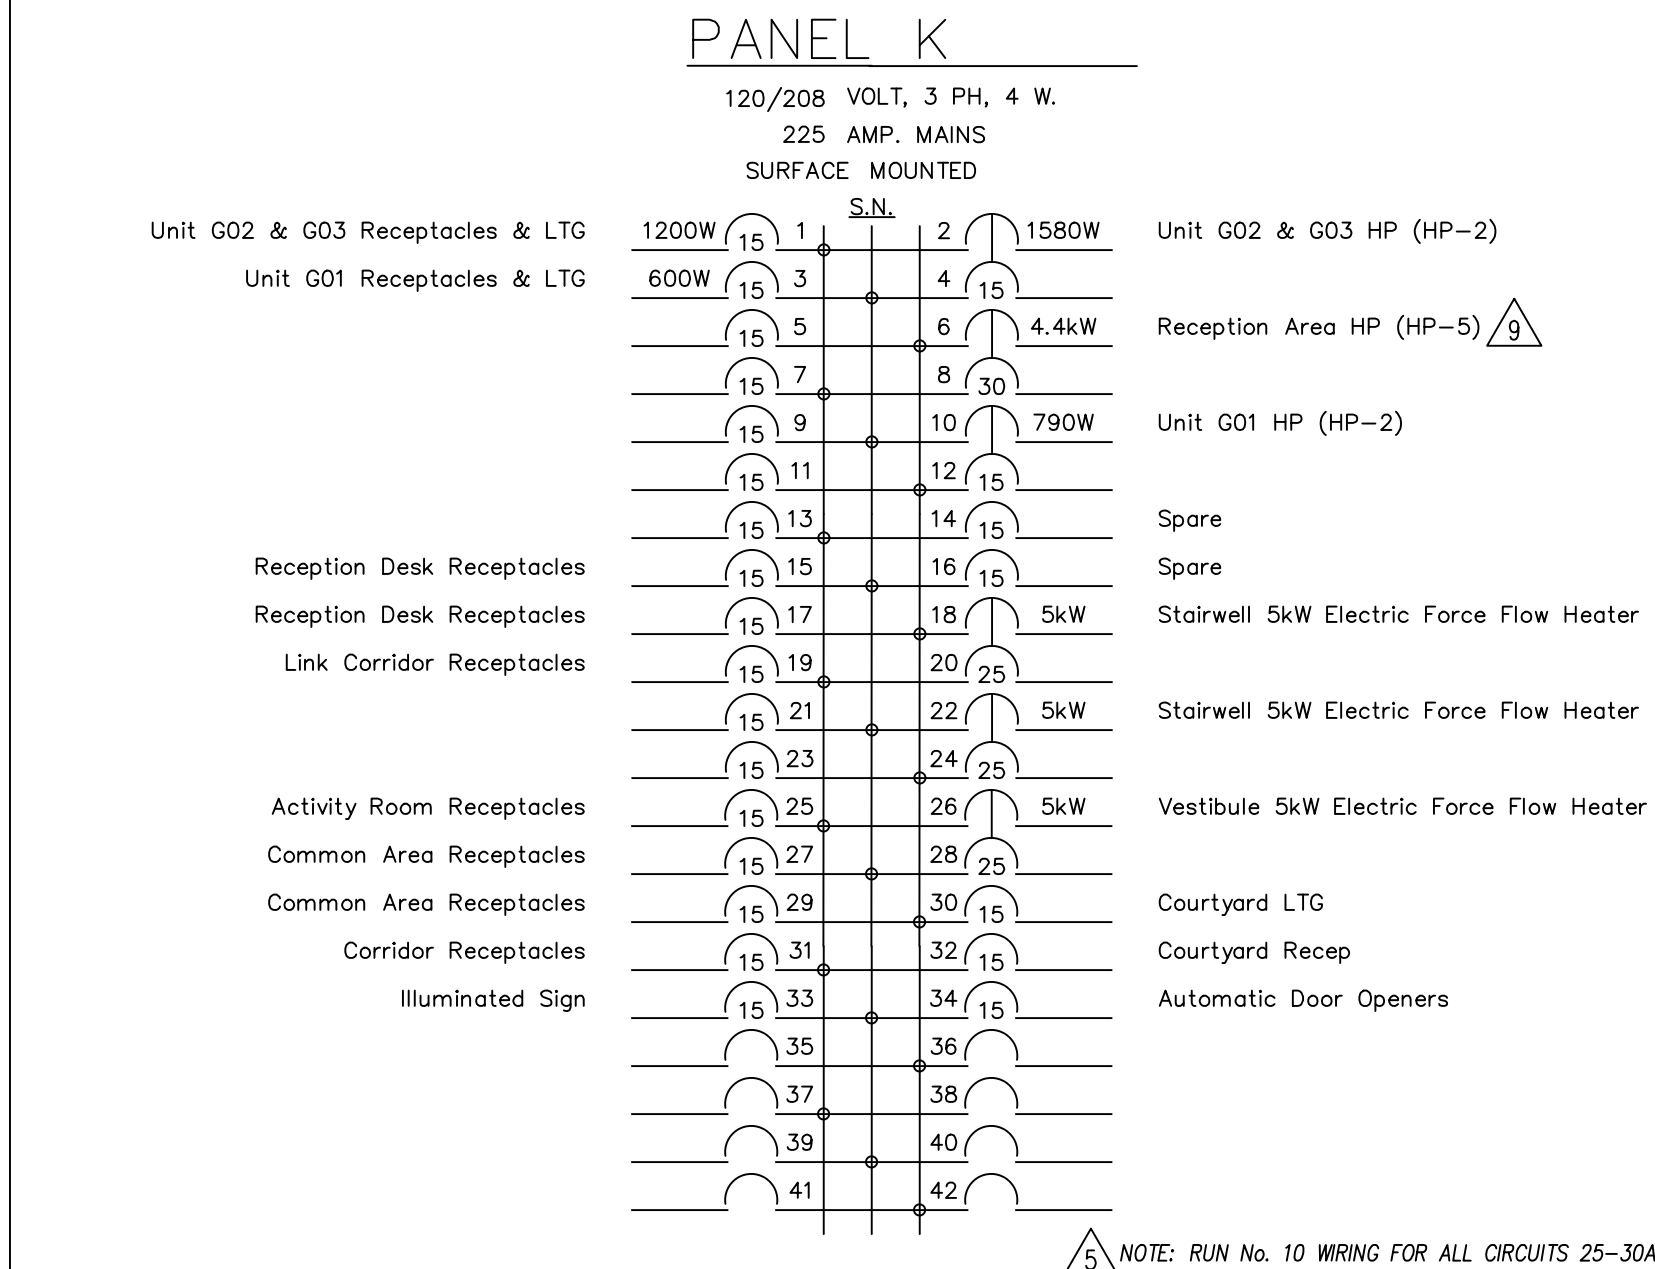 PANEL K
120/208 VOLT, 3 PH, 4 W.
225 AMP. MAINS
SURFACE MOUNTED
S.N.
Unit G02 & G03 Receptacles & LTG 1200W 15 1 2 1580W Unit G02 & G03 HP (HP-2)
Unit G01 Receptacles & LTG 600W 15 3 4 15
15 5 6 4.4kW Reception Area HP (HP-5) 9
15 7 8 30
15 9 10 790W Unit G01 HP (HP-2)
15 11 12 15
15 13 14 15 Spare
Reception Desk Receptacles 15 15 16 15 Spare
Reception Desk Receptacles 15 17 18 5kW Stairwell 5kW Electric Force Flow Heater
Link Corridor Receptacles 15 19 20 25
15 21 22 5kW Stairwell 5kW Electric Force Flow Heater
15 23 24 25
Activity Room Receptacles 15 25 26 5kW Vestibule 5kW Electric Force Flow Heater
Common Area Receptacles 15 27 28 25
Common Area Receptacles 15 29 30 15 Courtyard LTG
Corridor Receptacles 15 31 32 15 Courtyard Recep
Illuminated Sign 15 33 34 15 Automatic Door Openers
35 36
37 38
39 40
41 42
5 NOTE: RUN No. 10 WIRING FOR ALL CIRCUITS 25-30A